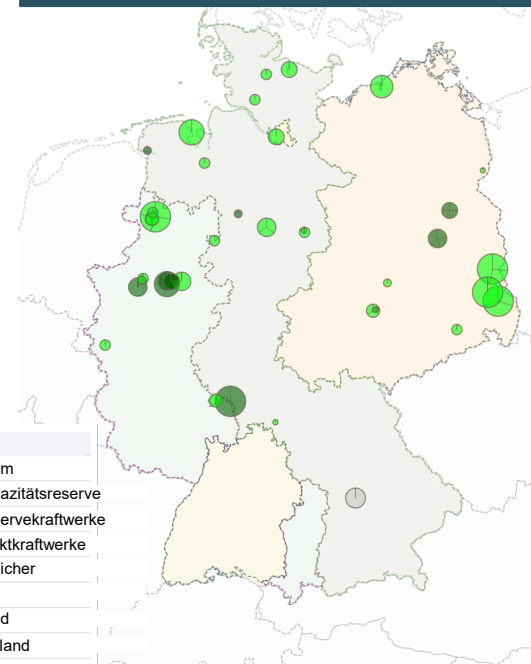 m
azitätsreserve
ervekraftwerke
ktkraftwerke
icher
d
land